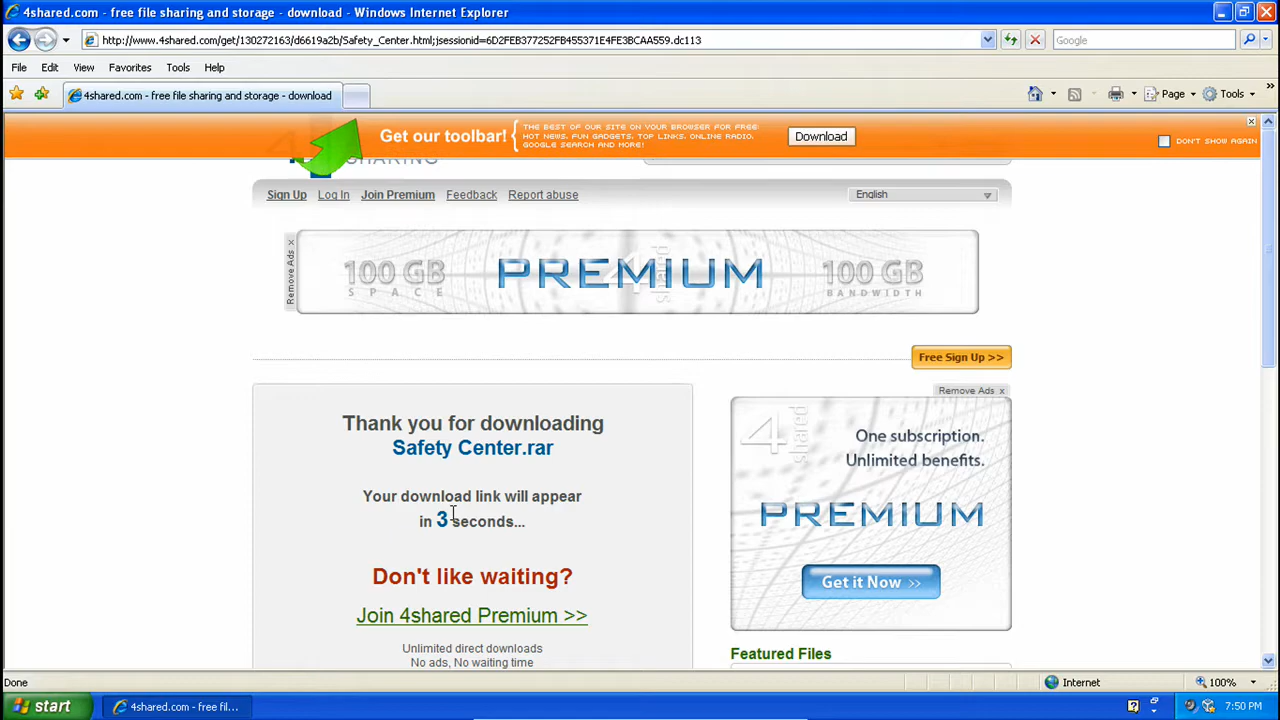 4shared.com - free file sharing and storage - download - Windows Internet Explorer
http://www.4shared.com/get/130272163/d6619a2b/Safety_Center.html;jsessionid=6D2FEB377252FB455371E4FE3BCAA559.dc113
Google
File Edit View Favorites Tools Help
4shared.com - free file sharing and storage - download
Page Tools
Get our toolbar!
THE BEST OF OUR SITE ON YOUR BROWSER FOR FREE
HOT NEWS, FUN GADGETS, TOP LINKS, ONLINE RADIO,
GOOGLE SEARCH AND MORE!
Download
DON'T SHOW AGAIN
SHARING
Sign Up Log In Join Premium Feedback Report abuse
English
Remove Ads x
100 GB
SPACE
PREMIUM
100 GB
BANDWIDTH
Free Sign Up >>
Remove Ads x
Thank you for downloading
Safety Center.rar
Your download link will appear
in 3 seconds...
Don't like waiting?
Join 4shared Premium >>
Unlimited direct downloads
No ads, No waiting time
4 shared
One subscription.
Unlimited benefits.
PREMIUM
Get it Now >>
Featured Files
Done
Internet
100%
start
4shared.com - free fil...
7:50 PM